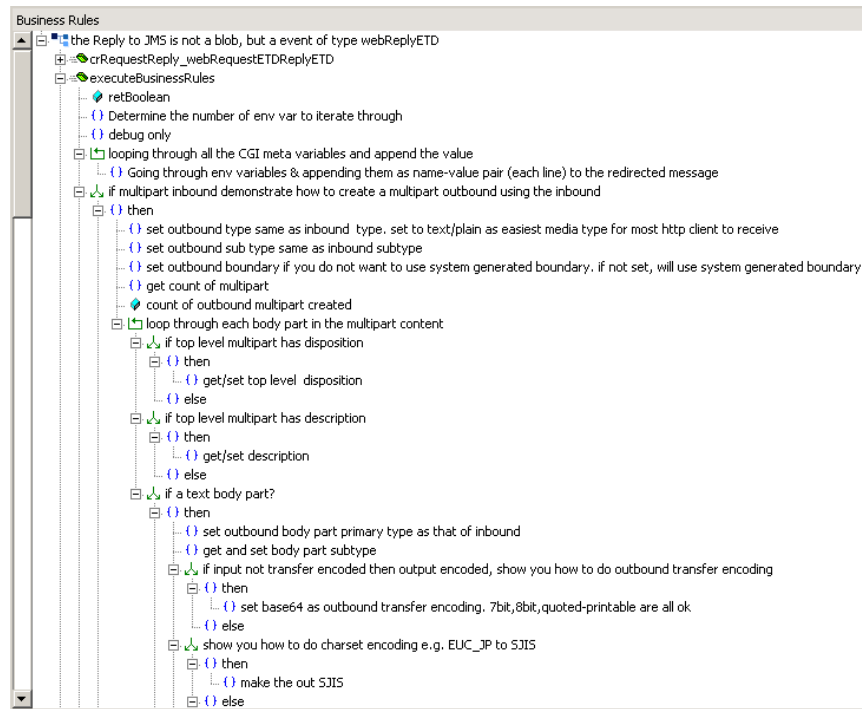 Business Rules
the Reply to JMS is not a blob, but a event of type webReplyETD
crRequestReply_webRequestETDReplyETD
executeBusinessRules
retBoolean
{} Determine the number of env var to iterate through
{} debug only
looping through all the CGI meta variables and append the value
{} Going through env variables & appending them as name-value pair (each line) to the redirected message
if multipart inbound demonstrate how to create a multipart outbound using the inbound
{} then
{} set outbound type same as inbound  type. set to text/plain as easiest media type for most http client to receive
{} set outbound sub type same as inbound subtype
{} set outbound boundary if you do not want to use system generated boundary. if not set, will use system generated boundary
{} get count of multipart
count of outbound multipart created
loop through each body part in the multipart content
if top level multipart has disposition
{} then
{} get/set top level  disposition
{} else
if top level multipart has description
{} then
{} get/set description
{} else
if a text body part?
{} then
{} set outbound body part primary type as that of inbound
{} get and set body part subtype
if input not transfer encoded then output encoded, show you how to do outbound transfer encoding
{} then
{} set base64 as outbound transfer encoding. 7bit,8bit,quoted-printable are all ok
{} else
show you how to do charset encoding e.g. EUC_JP to SJIS
{} then
{} make the out SJIS
{} else